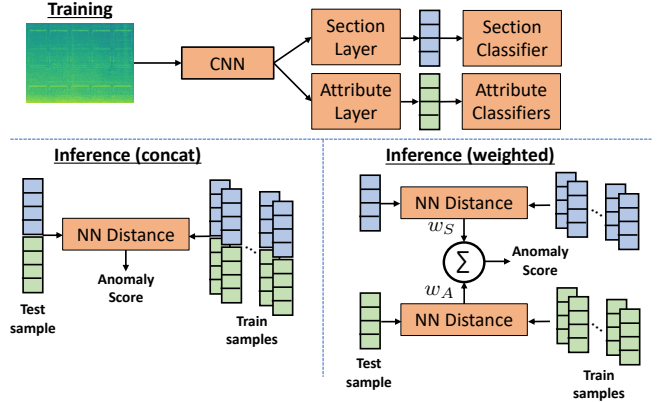 Training
CNN
Section
Layer
Section
Classifier
Attribute
Layer
Attribute
Classifiers
Inference (concat)
NN Distance
Anomaly
Score
Test
sample
Train
samples
Inference (weighted)
NN Distance
w_S
Σ
Anomaly
Score
w_A
NN Distance
Test
sample
Train
samples